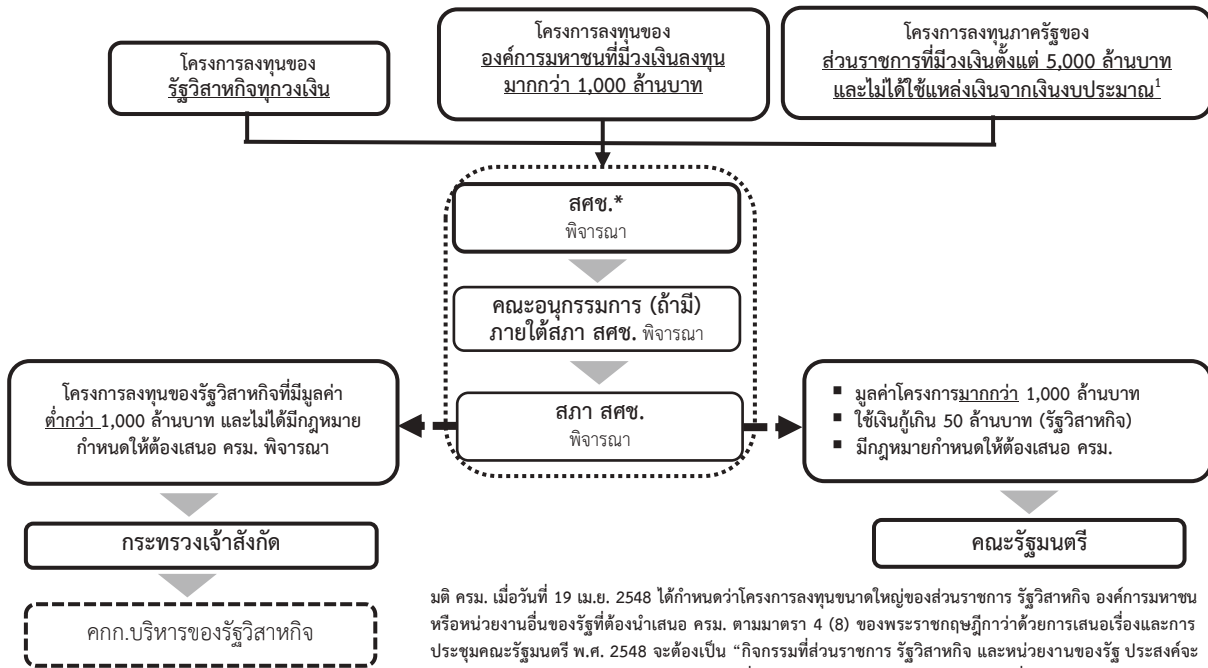 โครงการลงทุนของ
รัฐวิสาหกิจทุกวงเงิน
โครงการลงทุนของ
องค์การมหาชนที่มีวงเงินลงทุน
มากกว่า 1,000 ล้านบาท
โครงการลงทุนภาครัฐของ
ส่วนราชการที่มีวงเงินตั้งแต่ 5,000 ล้านบาท
และไม่ได้ใช้แหล่งเงินจากเงินงบประมาณ1
สศช.*
พิจารณา
คณะอนุกรรมการ (ถ้ามี)
ภายใต้สภา สศช. พิจารณา
สภา สศช.
พิจารณา
โครงการลงทุนของรัฐวิสาหกิจที่มีมูลค่า
ต่ำกว่า 1,000 ล้านบาท และไม่ได้มีกฎหมาย
กำหนดให้ต้องเสนอ ครม. พิจารณา
กระทรวงเจ้าสังกัด
คกก.บริหารของรัฐวิสาหกิจ
▪ มูลค่าโครงการมากกว่า 1,000 ล้านบาท
▪ ใช้เงินกู้เกิน 50 ล้านบาท (รัฐวิสาหกิจ)
▪ มีกฎหมายกำหนดให้ต้องเสนอ ครม.
คณะรัฐมนตรี
มติ ครม. เมื่อวันที่ 19 เม.ย. 2548 ได้กำหนดว่าโครงการลงทุนขนาดใหญ่ของส่วนราชการ รัฐวิสาหกิจ องค์การมหาชน
หรือหน่วยงานอื่นของรัฐที่ต้องนำเสนอ ครม. ตามมาตรา 4 (8) ของพระราชกฤษฎีกาว่าด้วยการเสนอเรื่องและการ
ประชุมคณะรัฐมนตรี พ.ศ. 2548 จะต้องเป็น “กิจกรรมที่ส่วนราชการ รัฐวิสาหกิจ และหน่วยงานของรัฐ ประสงค์จะ